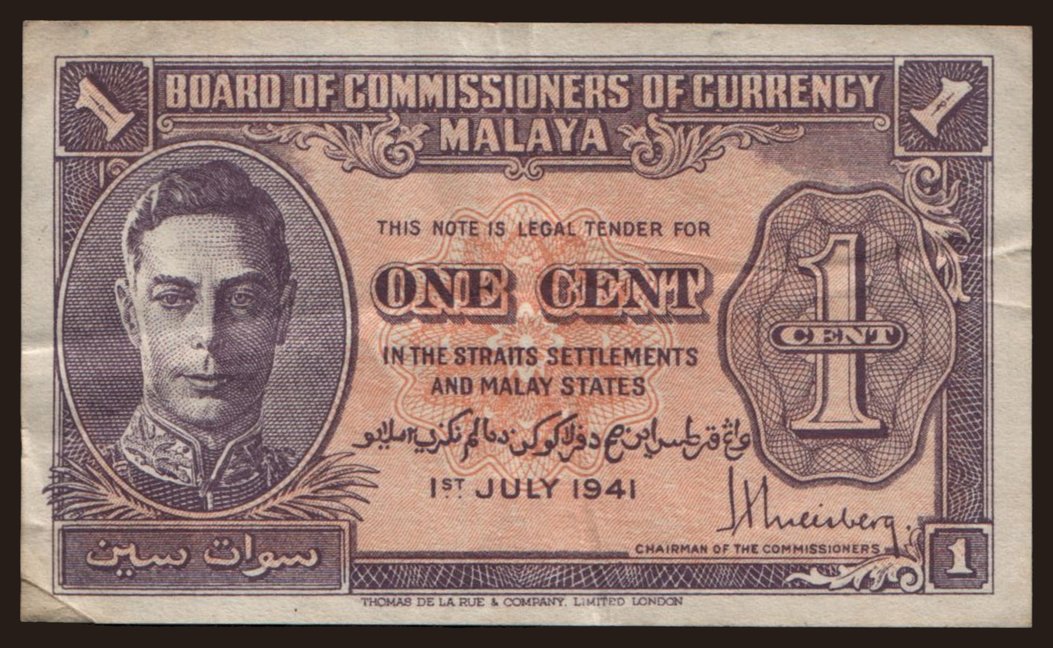 1
BOARD OF COMMISSIONERS OF CURRENCY
1
MALAYA
THIS NOTE IS LEGAL TENDER FOR
ONE CENT
1
CENT
IN THE STRAITS SETTLEMENTS
AND MALAY STATES
1ST JULY 1941
CHAIRMAN OF THE COMMISSIONERS
سوات سين
1
THOMAS DE LA RUE & COMPANY, LIMITED LONDON